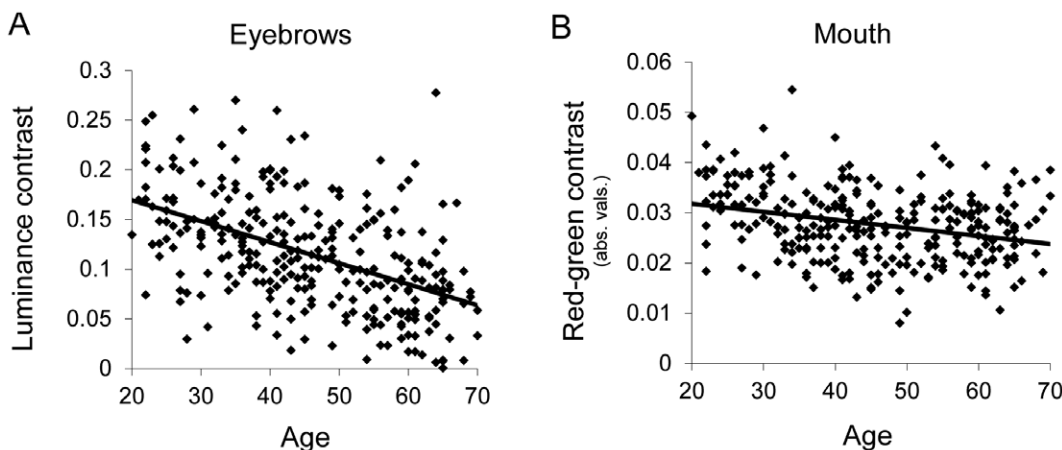 A
Eyebrows
Luminance contrast
0.3
0.25
0.2
0.15
0.1
0.05
0
20 30 40 50 60 70
Age
B
Mouth
Red-green contrast
(abs. vals.)
0.06
0.05
0.04
0.03
0.02
0.01
0
20 30 40 50 60 70
Age